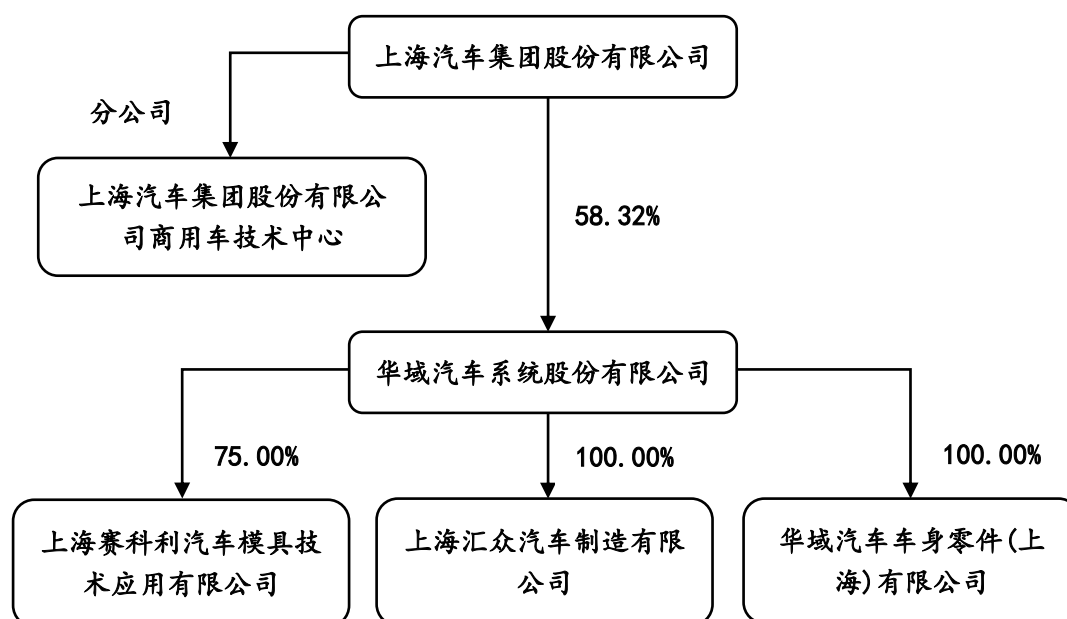 上海汽车集团股份有限公司
分公司
上海汽车集团股份有限公
司商用车技术中心
58.32%
华域汽车系统股份有限公司
75.00%
100.00%
100.00%
上海赛科利汽车模具技
术应用有限公司
上海汇众汽车制造有限
公司
华域汽车车身零件(上
海)有限公司